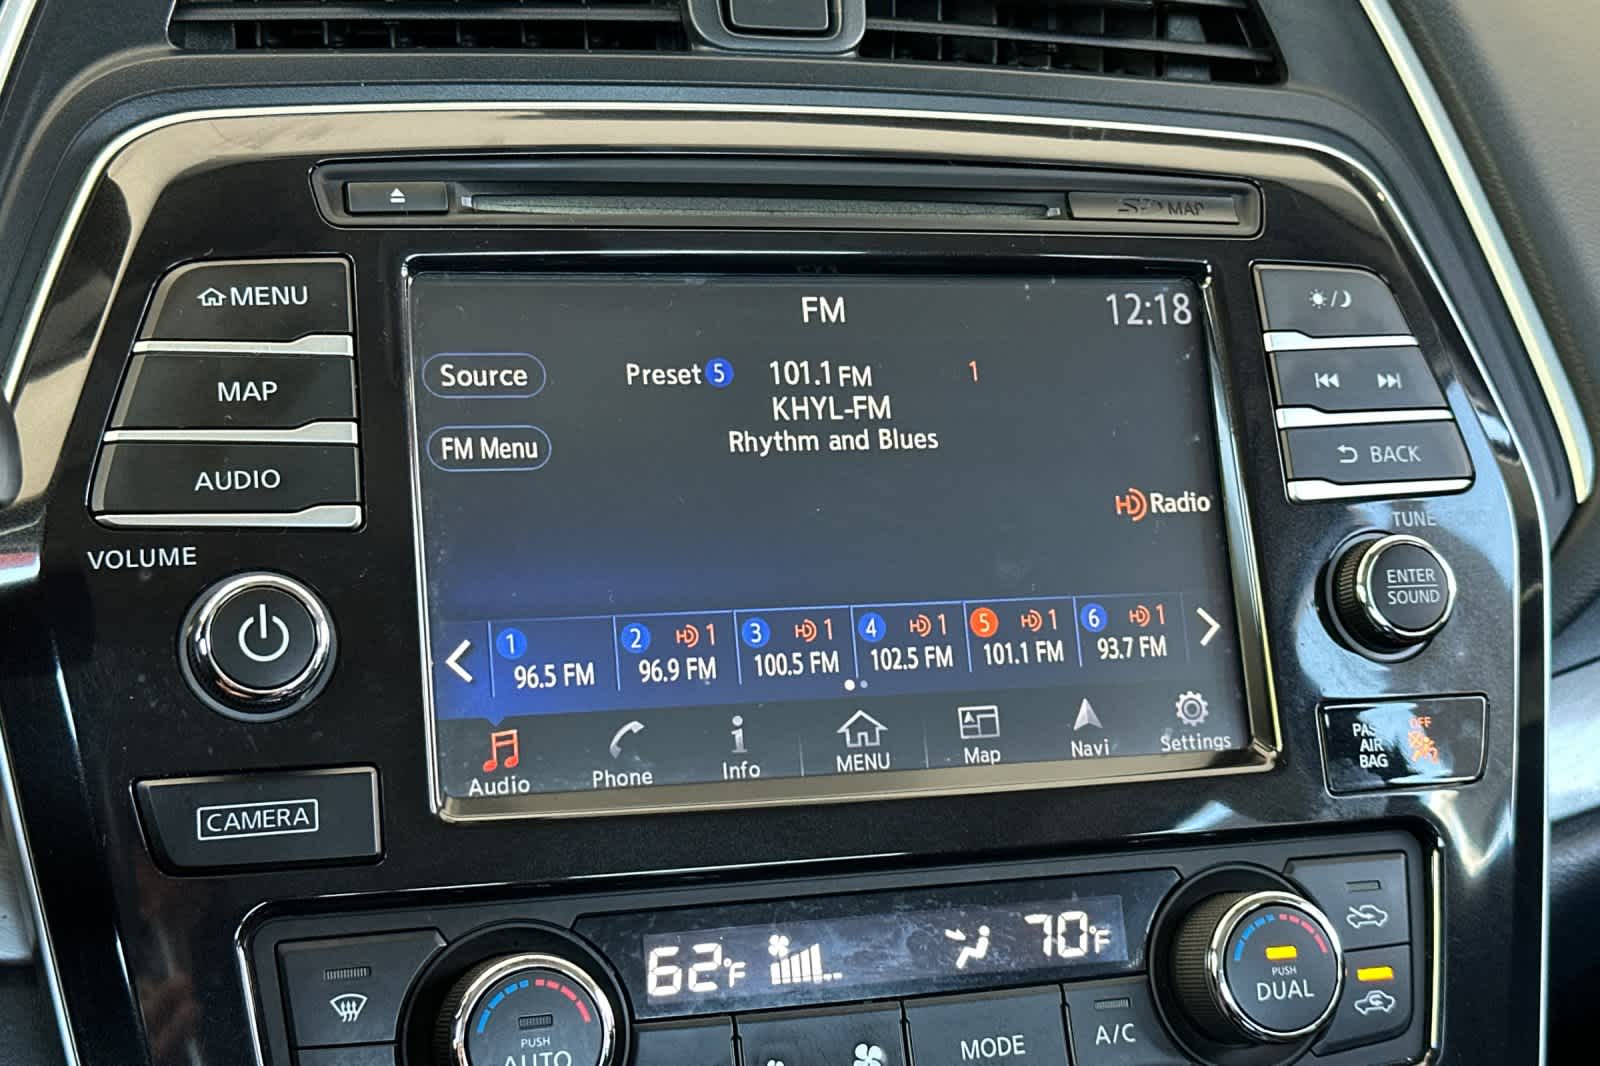 MAP
MENU
MAP
AUDIO
VOLUME
CAMERA
FM
12:18
Source
Preset 5 101.1 FM 1
KHYL-FM
FM Menu
Rhythm and Blues
HD Radio
1 96.5 FM
2 HD 1 96.9 FM
3 HD 1 100.5 FM
4 HD 1 102.5 FM
5 HD 1 101.1 FM
6 HD 1 93.7 FM
Audio
Phone
Info
MENU
Map
Navi
Settings
BACK
TUNE
ENTER
SOUND
PASS
AIR
BAG
OFF
62°F
70°F
PUSH
AUTO
MODE
A/C
PUSH
DUAL